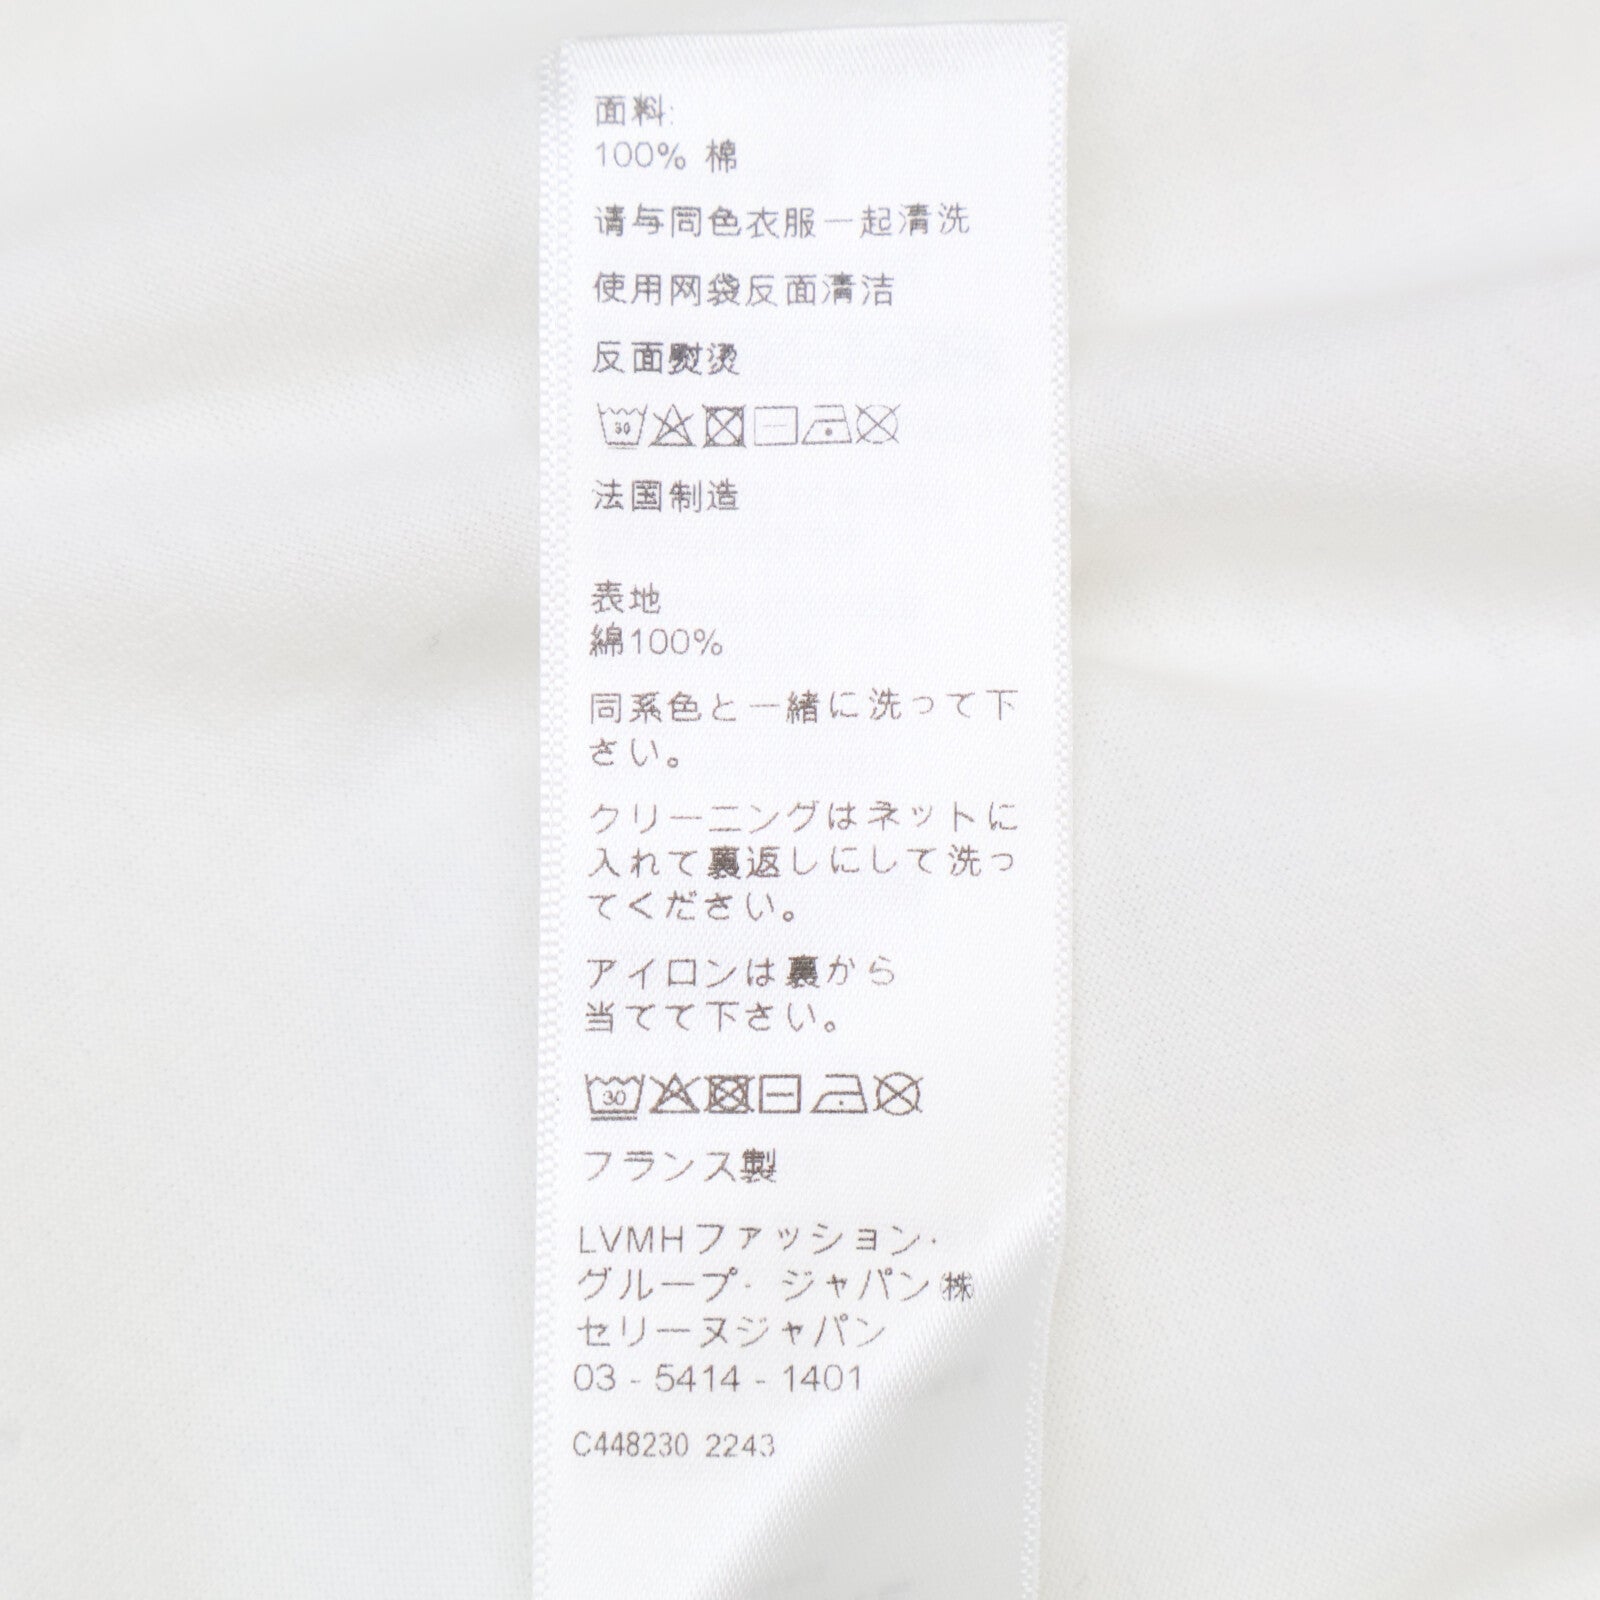 面料:
100% 棉
请与同色衣服一起清洗
使用网袋反面清洁
反面熨烫
30
法国制造
表地
綿100%
同系色と一緒に洗って下
さい。
クリーニングはネットに
入れて裏返しにして洗っ
てください。
アイロンは裏から
当てて下さい。
30
フランス製
LVMHファッション·
グループ· ジャパン㈱
セリーヌジャパン
03 - 5414 - 1401
C448230 2243